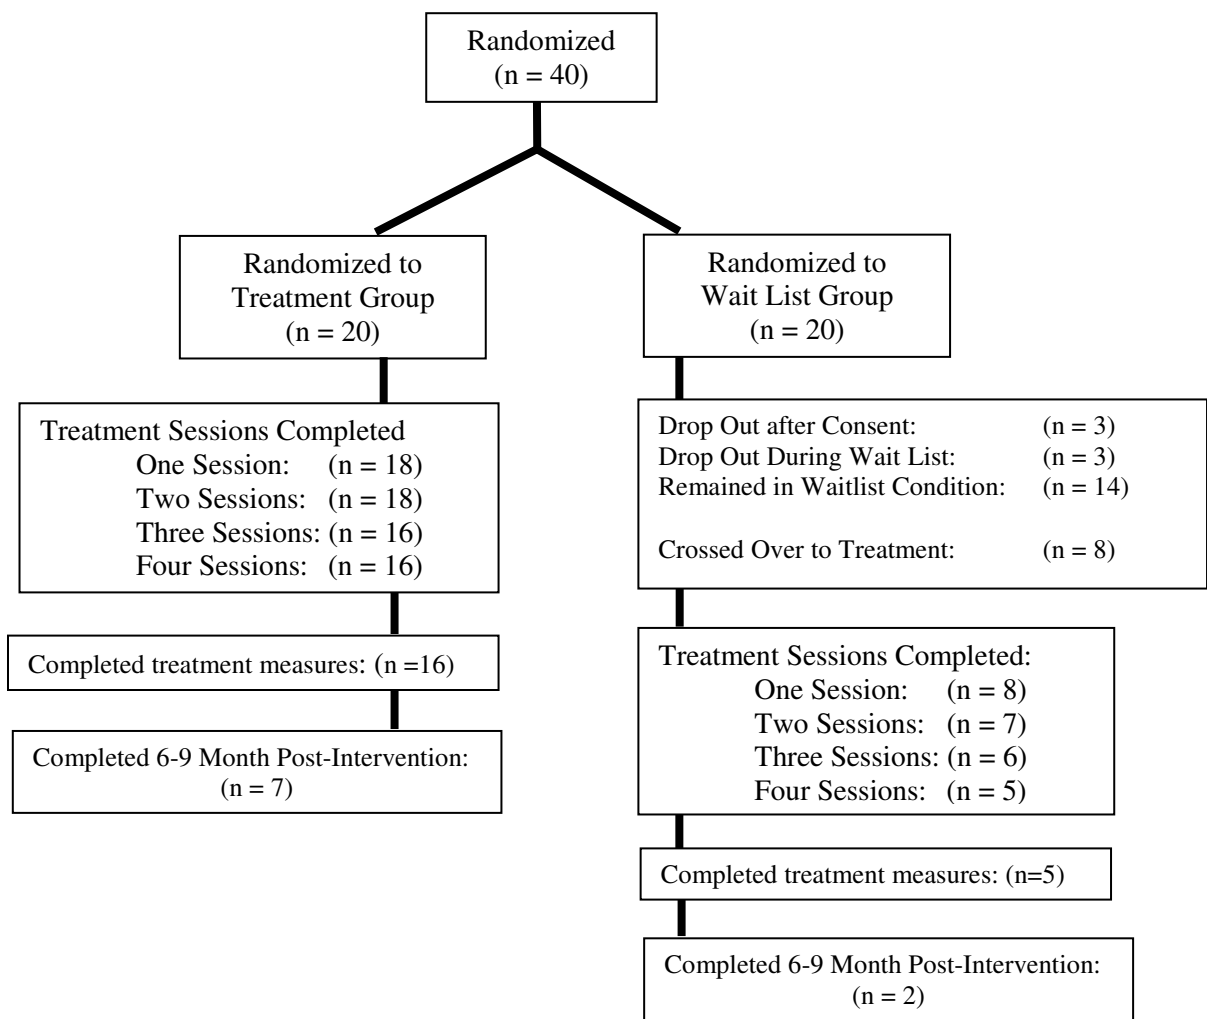 Randomized
(n = 40)
Randomized to
Treatment Group
(n = 20)
Randomized to
Wait List Group
(n = 20)
Treatment Sessions Completed
One Session: (n = 18)
Two Sessions: (n = 18)
Three Sessions: (n = 16)
Four Sessions: (n = 16)
Completed treatment measures: (n =16)
Completed 6-9 Month Post-Intervention:
(n = 7)
Drop Out after Consent: (n = 3)
Drop Out During Wait List: (n = 3)
Remained in Waitlist Condition: (n = 14)
Crossed Over to Treatment: (n = 8)
Treatment Sessions Completed:
One Session: (n = 8)
Two Sessions: (n = 7)
Three Sessions: (n = 6)
Four Sessions: (n = 5)
Completed treatment measures: (n=5)
Completed 6-9 Month Post-Intervention:
(n = 2)